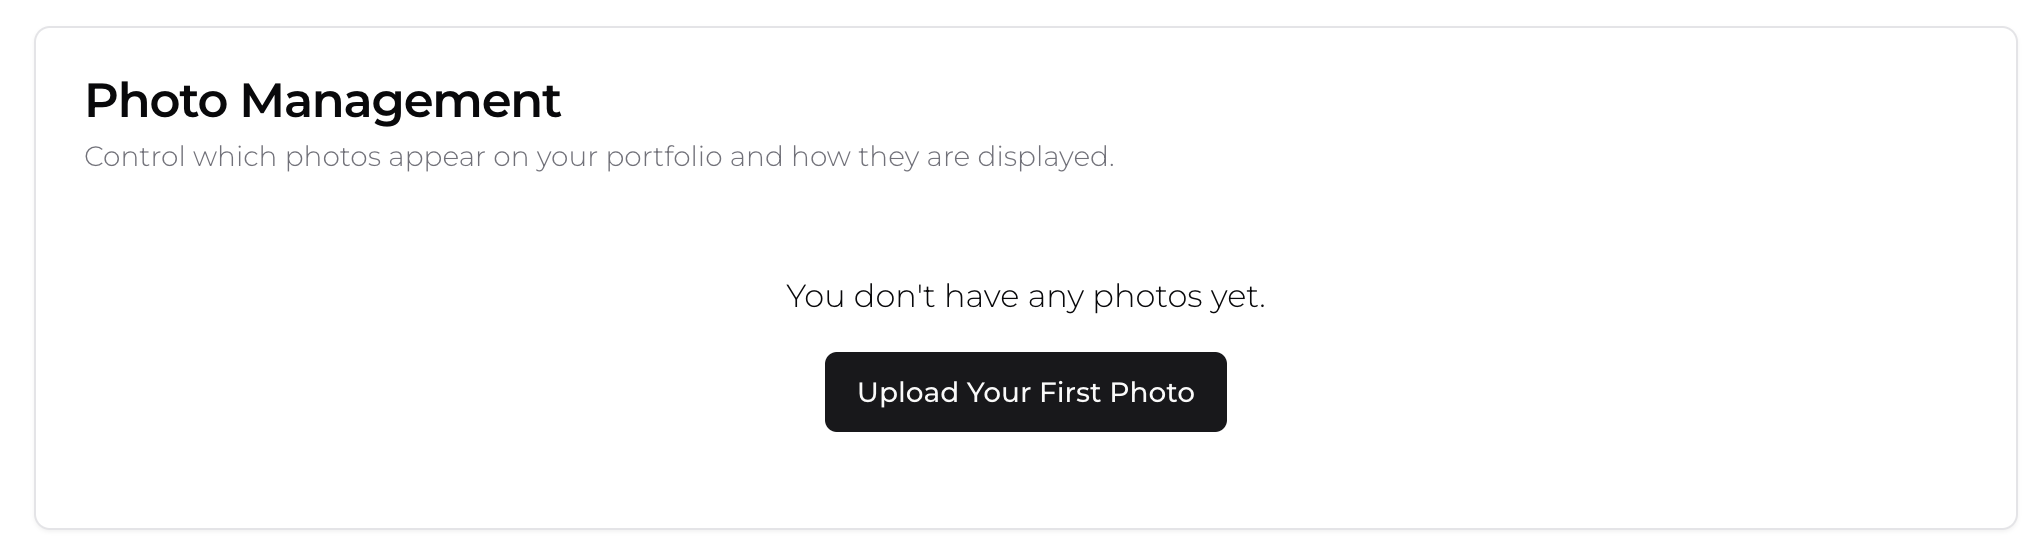 Photo Management
Control which photos appear on your portfolio and how they are displayed.
You don't have any photos yet.
Upload Your First Photo